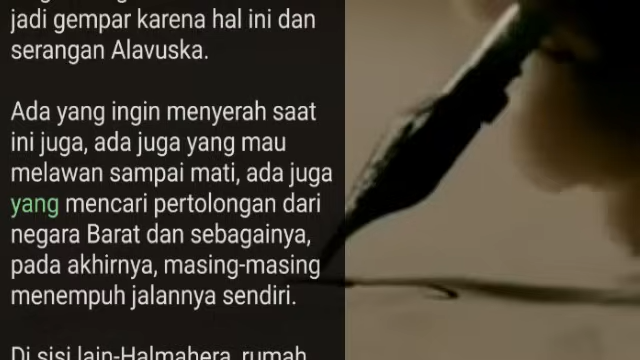 jadi gempar karena hal ini dan
serangan Alavuska.
Ada yang ingin menyerah saat
ini juga, ada juga yang mau
melawan sampai mati, ada juga
yang mencari pertolongan dari
negara Barat dan sebagainya,
pada akhirnya, masing-masing
menempuh jalannya sendiri.
Di sisi lain-Halmahera, rumah